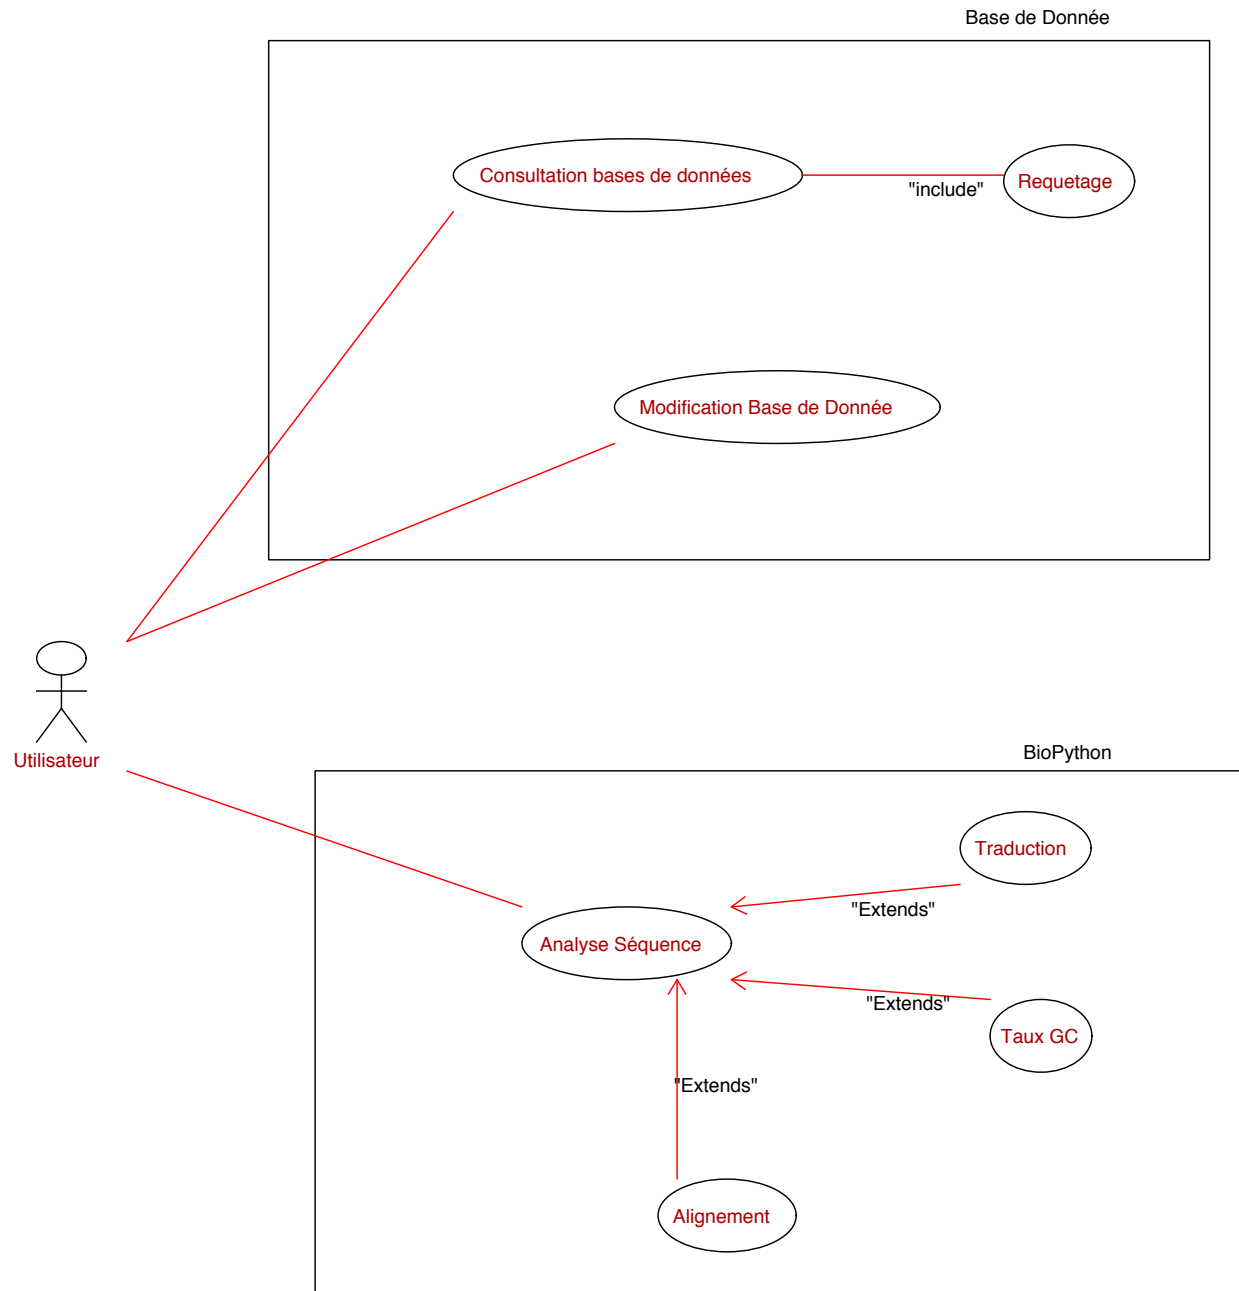 Base de Donnée
Consultation bases de données
"include"
Requetage
Modification Base de Donnée
Utilisateur
BioPython
Traduction
"Extends"
Analyse Séquence
"Extends"
Taux GC
"Extends"
Alignement